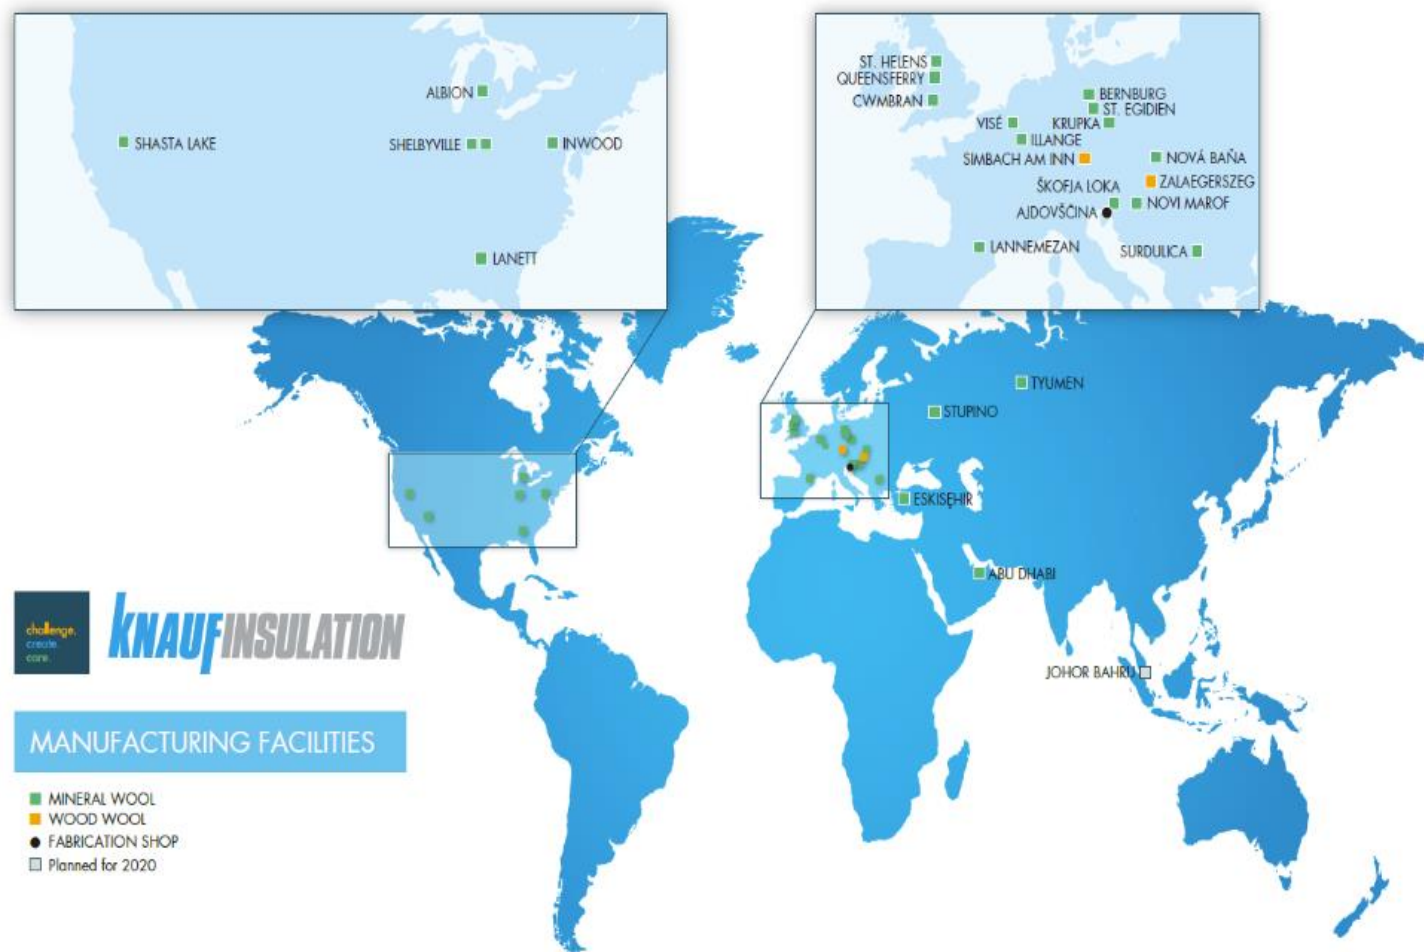 ALBION
SHASTA LAKE
SHELBYVILLE
INWOOD
LANETT
ST. HELENS
QUEENSFERRY
CWMBRAN
BERNBURG
ST. EGIDIEN
VISÉ
KRUPKA
ILLANGE
SIMBACH AM INN
NOVÁ BAŇA
ZALAEGERSZEG
ŠKOFJA LOKA
NOVI MAROF
AJDOVŠČINA
LANNEMEZAN
SURDULICA
TYUMEN
STUPINO
ESKISĘHIR
ABU DHABI
JOHOR BAHRU
challenge.
create.
care.
KNAUFINSULATION
MANUFACTURING FACILITIES
MINERAL WOOL
WOOD WOOL
FABRICATION SHOP
Planned for 2020